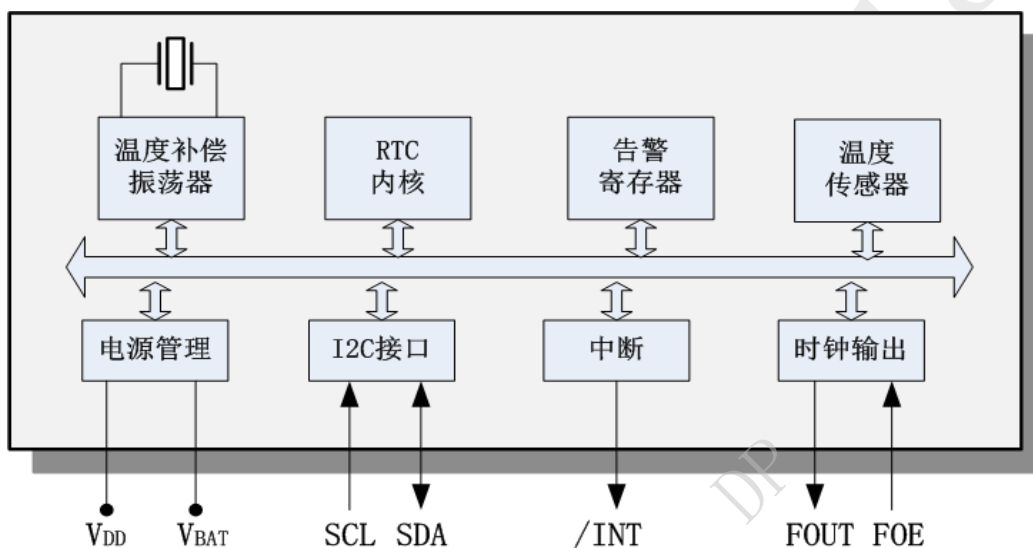 温度补偿
振荡器
RTC
内核
告警
寄存器
温度
传感器
电源管理
I2C接口
中断
时钟输出
DP
VDD VBAT SCL SDA /INT FOUT FOE